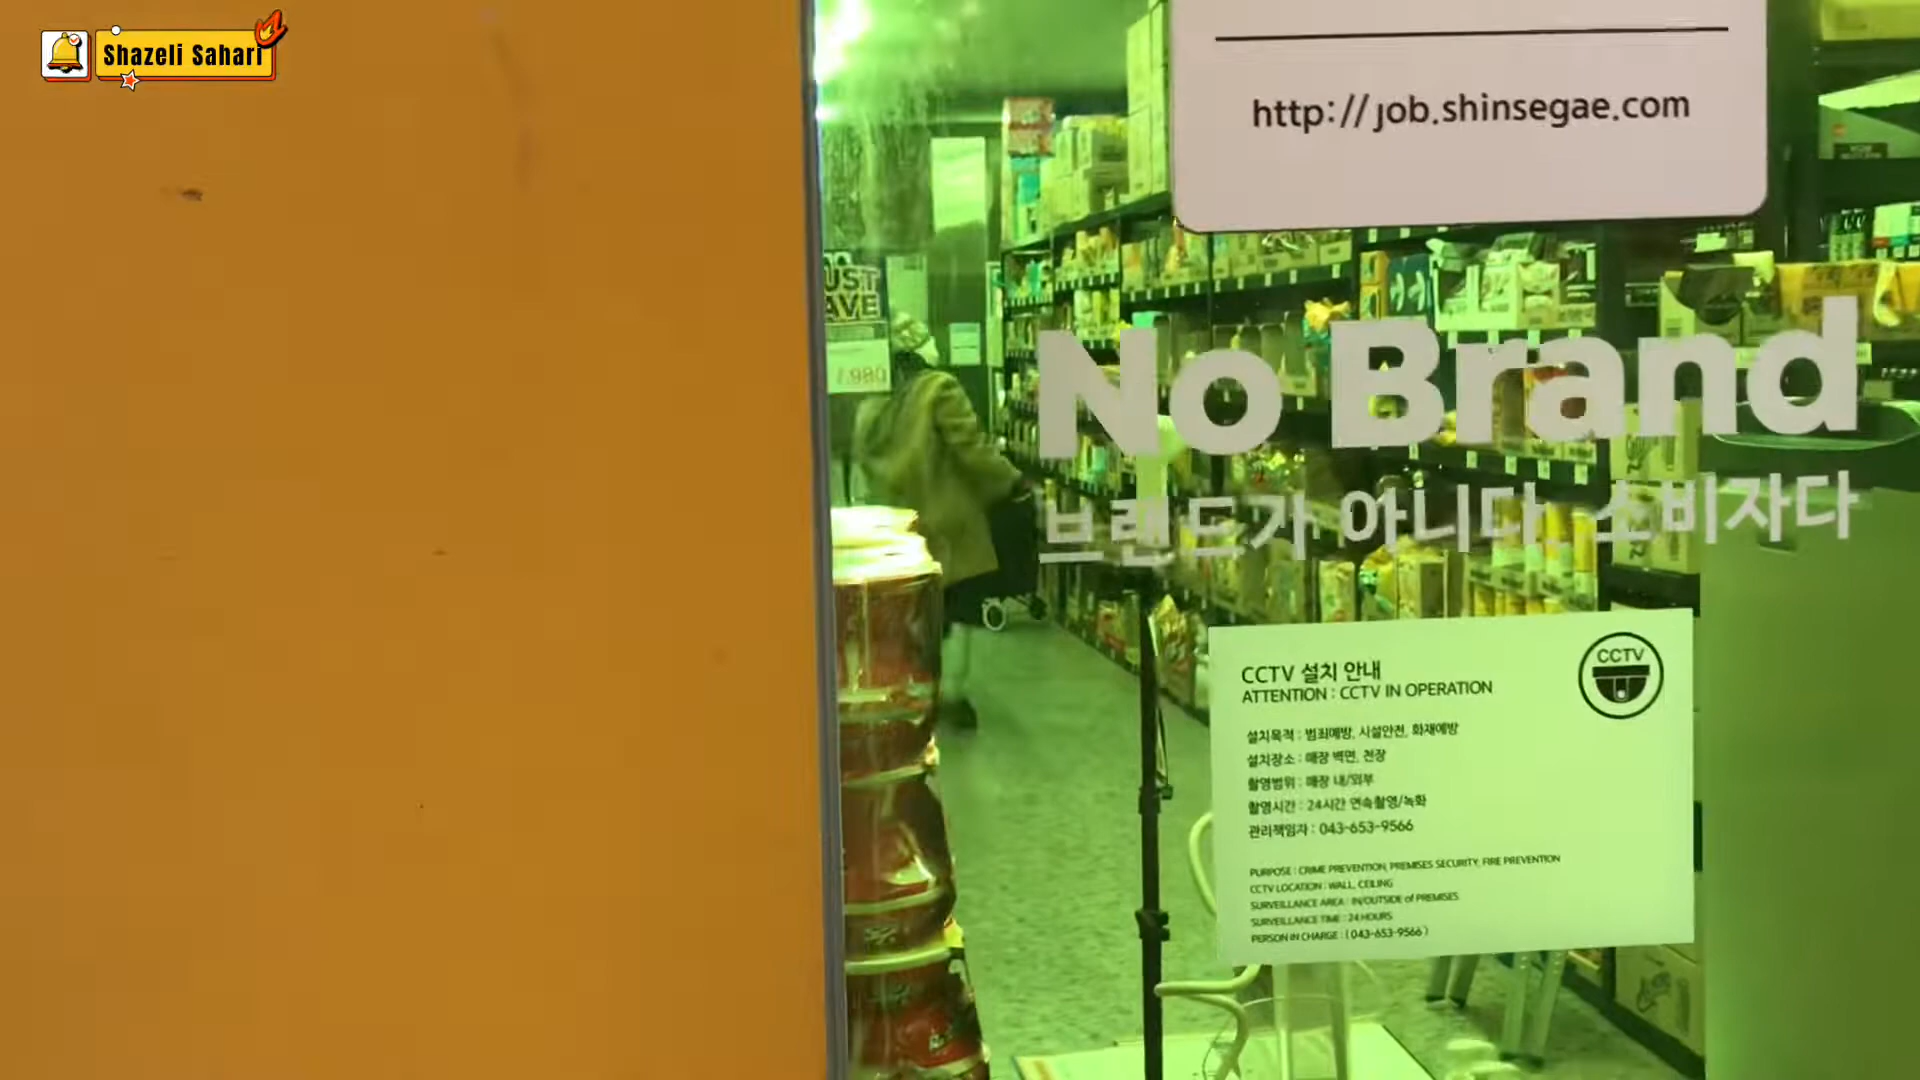 Shazeli Sahari
http://job.shinsegae.com
UST
AVE
No Brand
브랜드가 아니다. 소비자다
CCTV 설치 안내
ATTENTION : CCTV IN OPERATION
CCTV
설치목적 : 범죄예방, 시설안전, 화재예방
설치장소 : 매장 벽면, 천장
촬영범위 : 매장 내/외부
촬영시간 : 24시간 연속촬영/녹화
관리책임자 : 043-653-9566
PURPOSE : CRIME PREVENTION, PREMISES SECURITY, FIRE PREVENTION
CCTV LOCATION : WALL, CEILING
SURVEILLANCE AREA : IN/OUTSIDE of PREMISES
SURVEILLANCE TIME : 24 HOURS
PERSON IN CHARGE : ( 043-653-9566 )